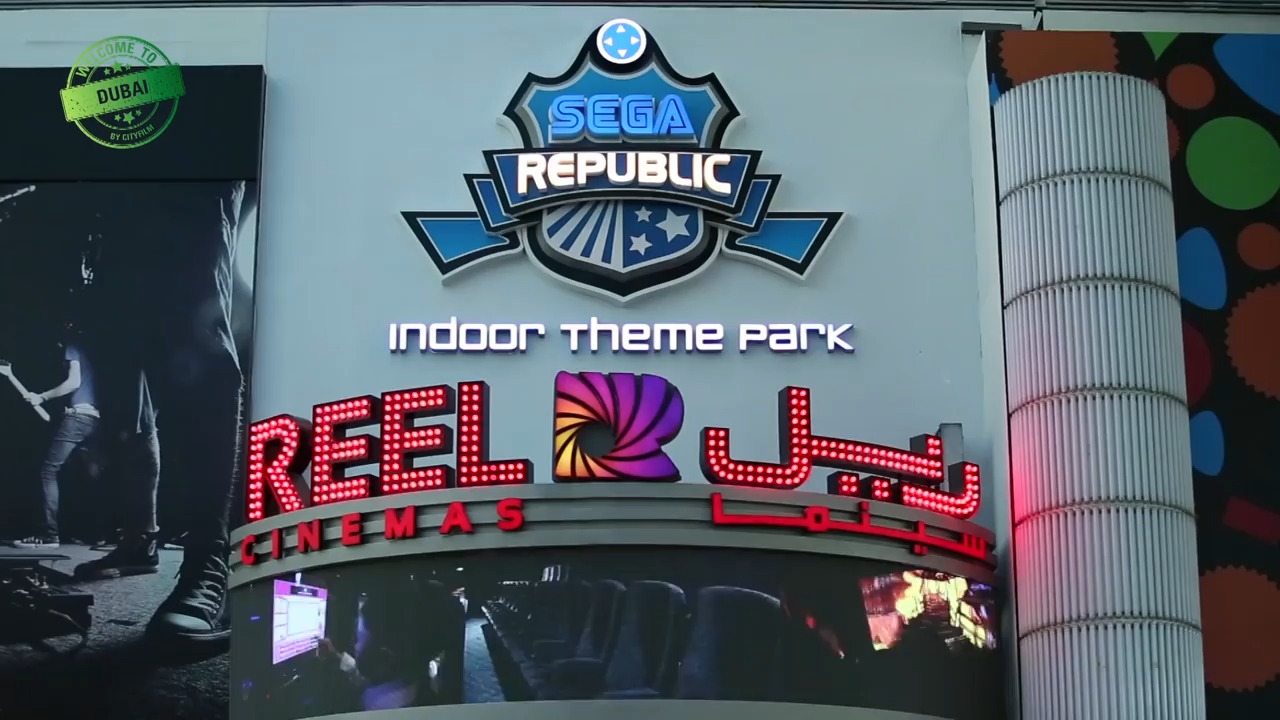 WELCOME TO
DUBAI
BY CITYFILM
SEGA
REPUBLIC
Indoor Theme Park
REEL
ريل
CINEMAS
سينما